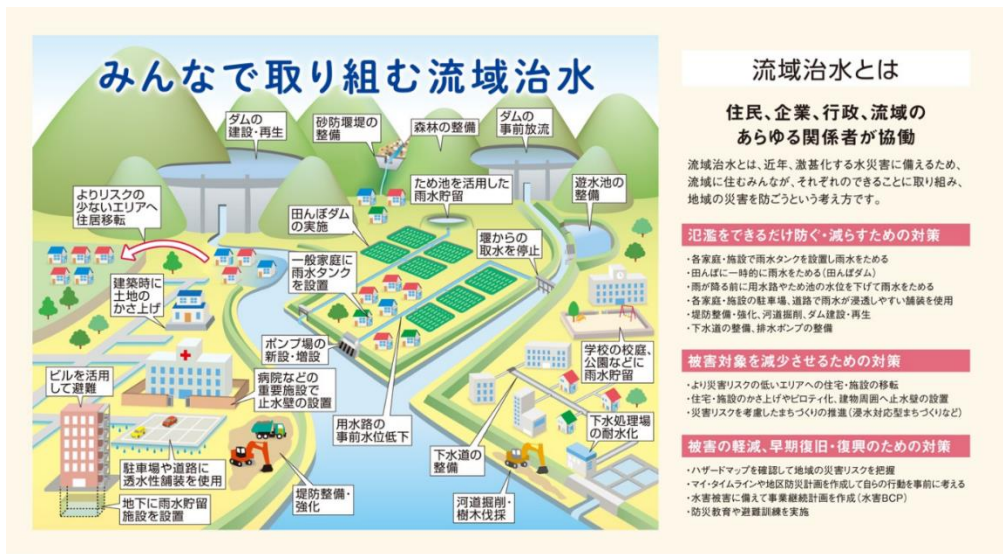 みんなで取り組む流域治水
ダムの
建設・再生
砂防堰堤の
整備
森林の整備
ダムの
事前放流
よりリスクの
少ないエリアへ
住居移転
ため池を活用した
雨水貯留
遊水池の
整備
田んぼダム
の実施
堰からの
取水を停止
一般家庭に
雨水タンク
を設置
建築時に
土地の
かさ上げ
ポンプ場の
新設・増設
学校の校庭、
公園などに
雨水貯留
ビルを活用
して避難
病院などの
重要施設で
止水壁の設置
用水路の
事前水位低下
下水処理場
の耐水化
下水道の
整備
駐車場や道路に
透水性舗装を使用
地下に雨水貯留
施設を設置
堤防整備・
強化
河道掘削・
樹木伐採
流域治水とは
住民、企業、行政、流域の
あらゆる関係者が協働
流域治水とは、近年、激甚化する水災害に備えるため、
流域に住むみんなが、それぞれのできることに取り組み、
地域の災害を防ごうという考え方です。
氾濫をできるだけ防ぐ・減らすための対策
・各家庭・施設で雨水タンクを設置し雨水をためる
・田んぼに一時的に雨水をためる（田んぼダム）
・雨が降る前に用水路やため池の水位を下げて雨水をためる
・各家庭・施設の駐車場、道路で雨水が浸透しやすい舗装を使用
・堤防整備・強化、河道掘削、ダム建設・再生
・下水道の整備、排水ポンプの整備
被害対象を減少させるための対策
・より災害リスクの低いエリアへの住宅・施設の移転
・住宅・施設のかさ上げやピロティ化、建物周囲へ止水壁の設置
・災害リスクを考慮したまちづくりの推進（浸水対応型まちづくりなど）
被害の軽減、早期復旧・復興のための対策
・ハザードマップを確認して地域の災害リスクを把握
・マイ・タイムラインや地区防災計画を作成して自らの行動を事前に考える
・水害被害に備えて事業継続計画を作成（水害BCP）
・防災教育や避難訓練を実施